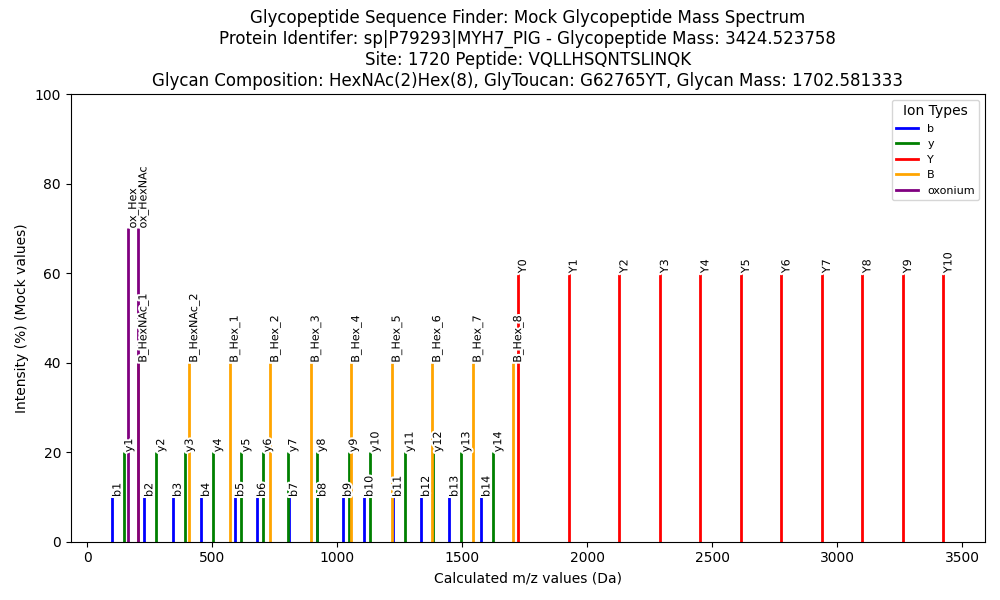 Glycopeptide Sequence Finder: Mock Glycopeptide Mass Spectrum
Protein Identifer: sp|P79293|MYH7_PIG - Glycopeptide Mass: 3424.523758
Site: 1720 Peptide: VQLLHSQNTSLINQK
Glycan Composition: HexNAc(2)Hex(8), GlyToucan: G62765YT, Glycan Mass: 1702.581333
Intensity (%) (Mock values)
100
80
60
40
20
0
Ion Types
b
y
Y
B
oxonium
ox_Hex
ox_HexNAc
Y0
Y1
Y2
Y3
Y4
Y5
Y6
Y7
Y8
Y9
Y10
B_HexNAc_1
B_HexNAc_2
B_Hex_1
B_Hex_2
B_Hex_3
B_Hex_4
B_Hex_5
B_Hex_6
B_Hex_7
B_Hex_8
y1
y2
y3
y4
y5
y6
y7
y8
y9
y10
y11
y12
y13
y14
b1
b2
b3
b4
b5
b6
b7
b8
b9
b10
b11
b12
b13
b14
0
500
1000
1500
2000
2500
3000
3500
Calculated m/z values (Da)